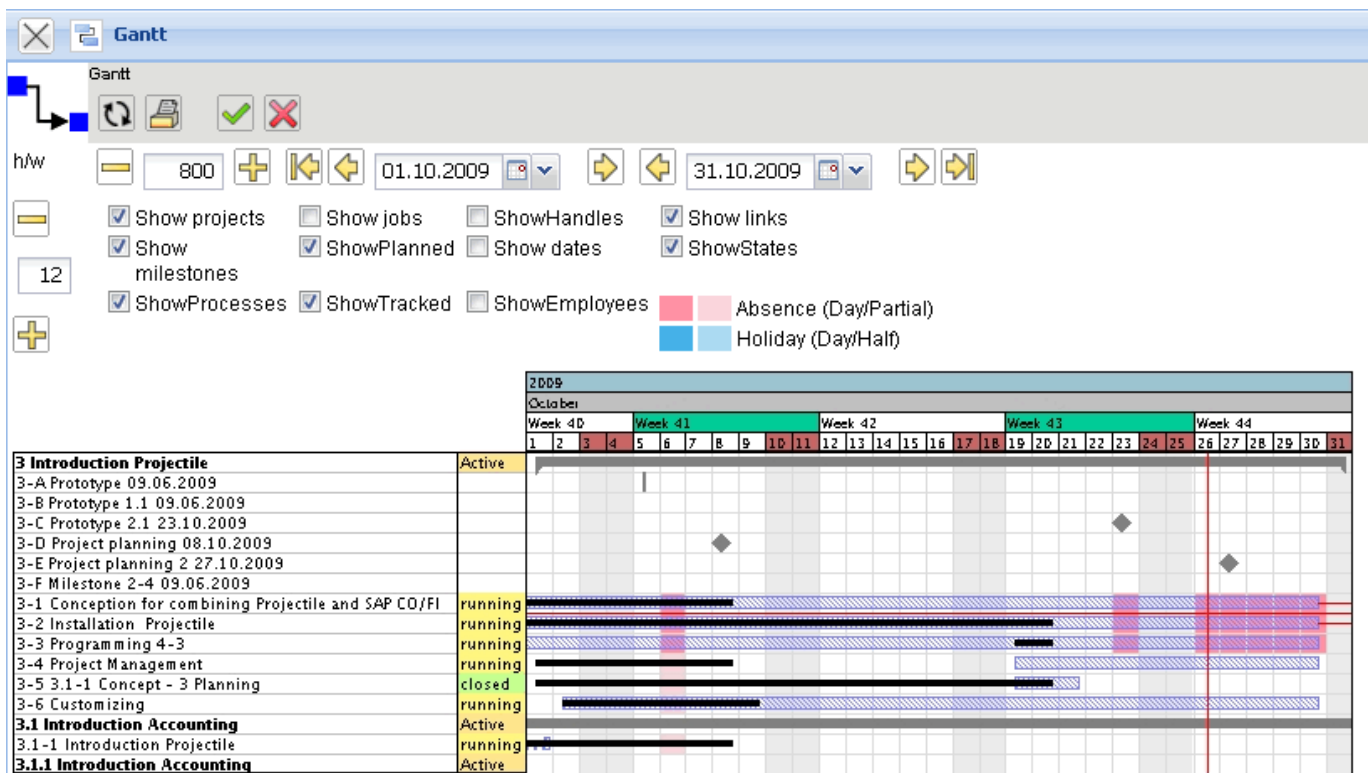 Gantt
Gantt
h/w
800 01.10.2009 31.10.2009
Show projects Show jobs ShowHandles Show links
Show milestones ShowPlanned Show dates ShowStates
12
ShowProcesses ShowTracked ShowEmployees
Absence (Day/Partial)
Holiday (Day/Half)
2009
October
Week 40 Week 41 Week 42 Week 43 Week 44
1 2 3 4 5 6 7 8 9 10 11 12 13 14 15 16 17 18 19 20 21 22 23 24 25 26 27 28 29 30 31
3 Introduction Projectile Active
3-A Prototype 09.06.2009
3-B Prototype 1.1 09.06.2009
3-C Prototype 2.1 23.10.2009
3-D Project planning 08.10.2009
3-E Project planning 2 27.10.2009
3-F Milestone 2-4 09.06.2009
3-1 Conception for combining Projectile and SAP CO/FI running
3-2 Installation Projectile running
3-3 Programming 4-3 running
3-4 Project Management running
3-5 3.1-1 Concept - 3 Planning closed
3-6 Customizing running
3.1 Introduction Accounting Active
3.1-1 Introduction Projectile running
3.1.1 Introduction Accounting Active